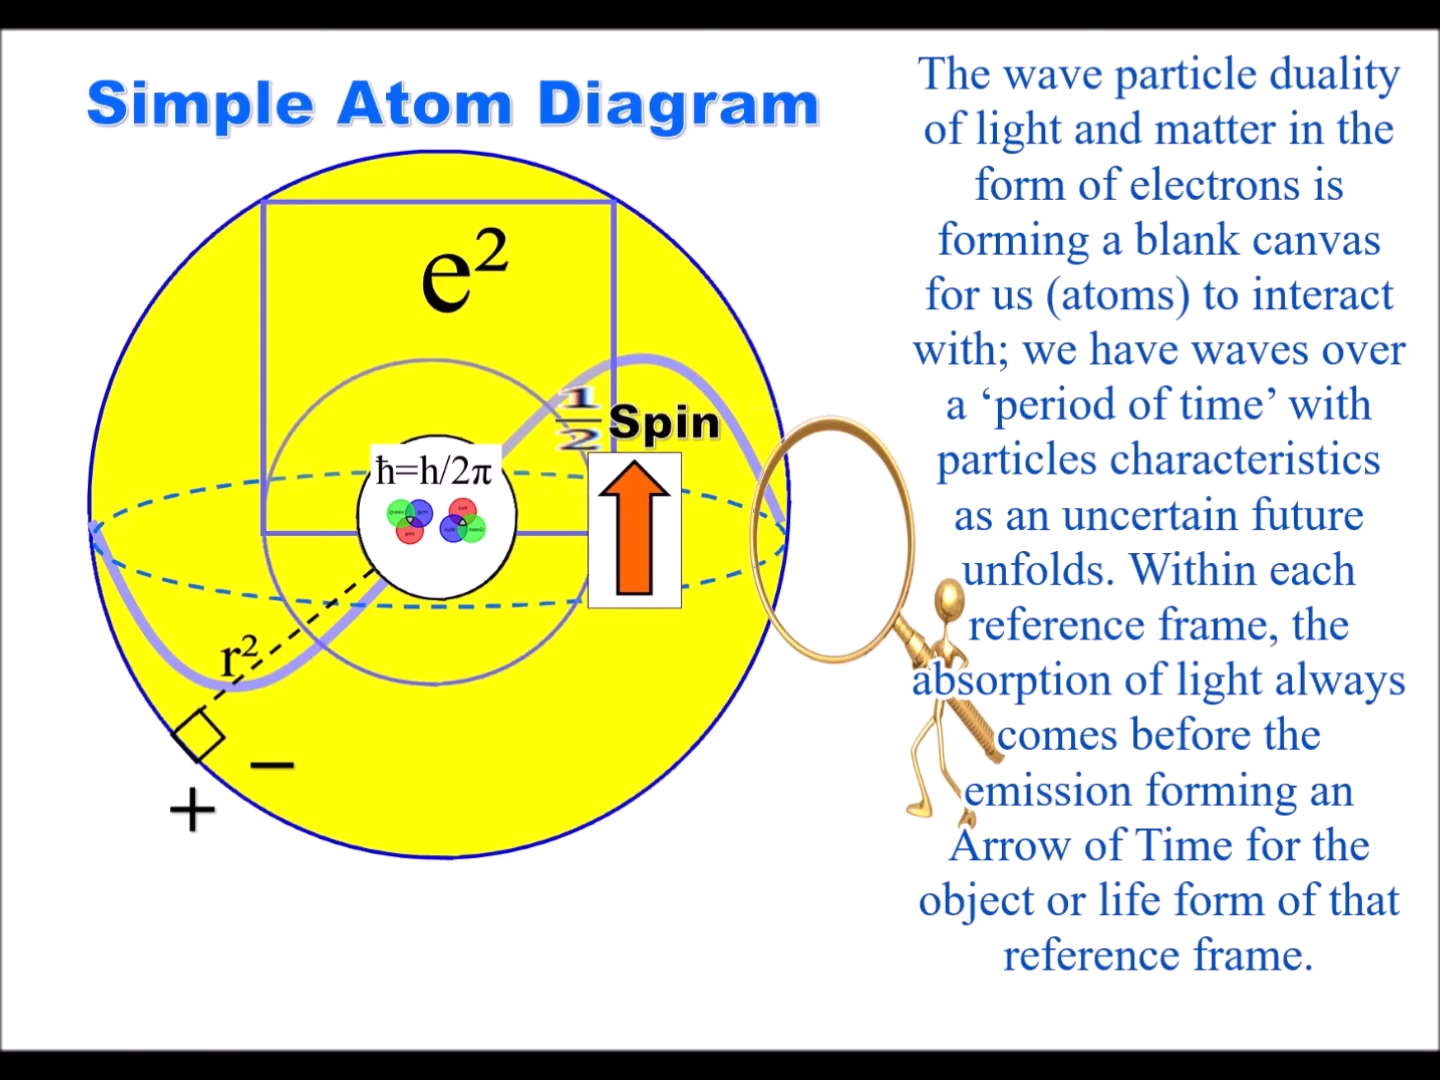 Simple Atom Diagram
e²
½ Spin
ħ=h/2π
r²
−
+
The wave particle duality
of light and matter in the
form of electrons is
forming a blank canvas
for us (atoms) to interact
with; we have waves over
a ‘period of time’ with
particles characteristics
as an uncertain future
unfolds. Within each
reference frame, the
absorption of light always
comes before the
emission forming an
Arrow of Time for the
object or life form of that
reference frame.